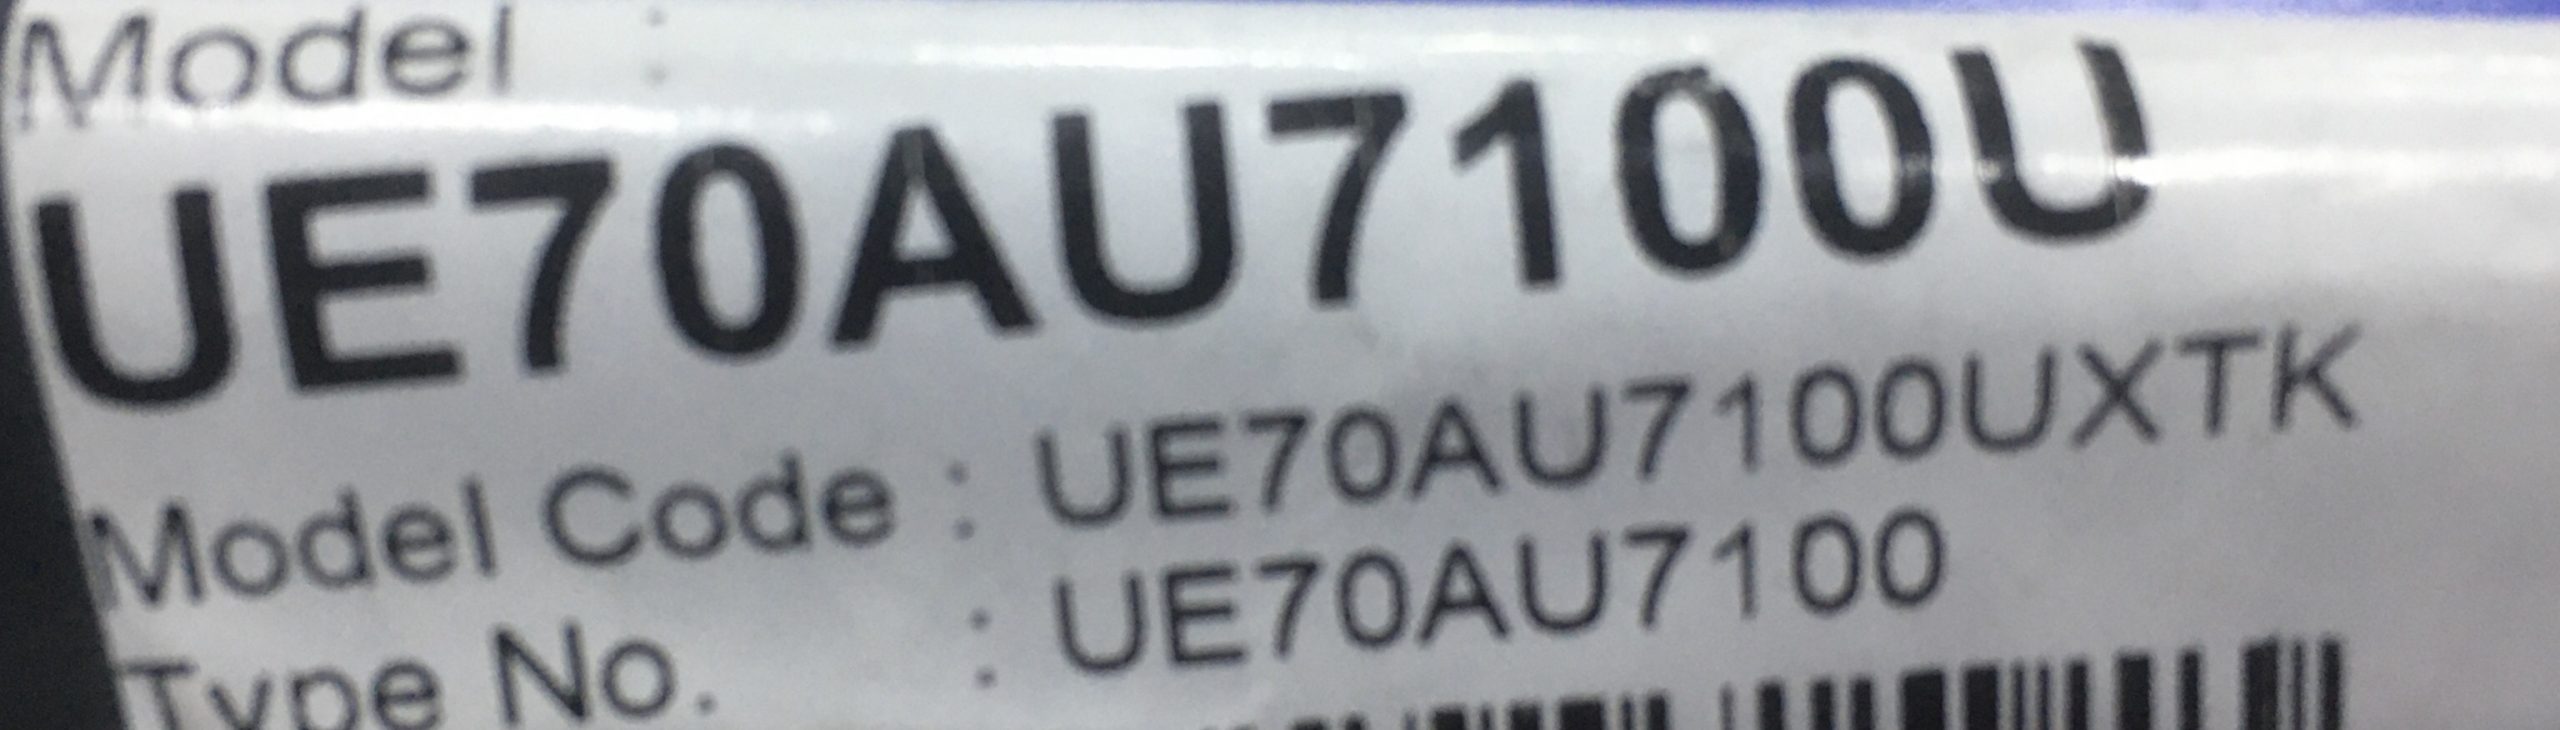 Model :
UE70AU7100U
Model Code : UE70AU7100UXTK
Type No. : UE70AU7100